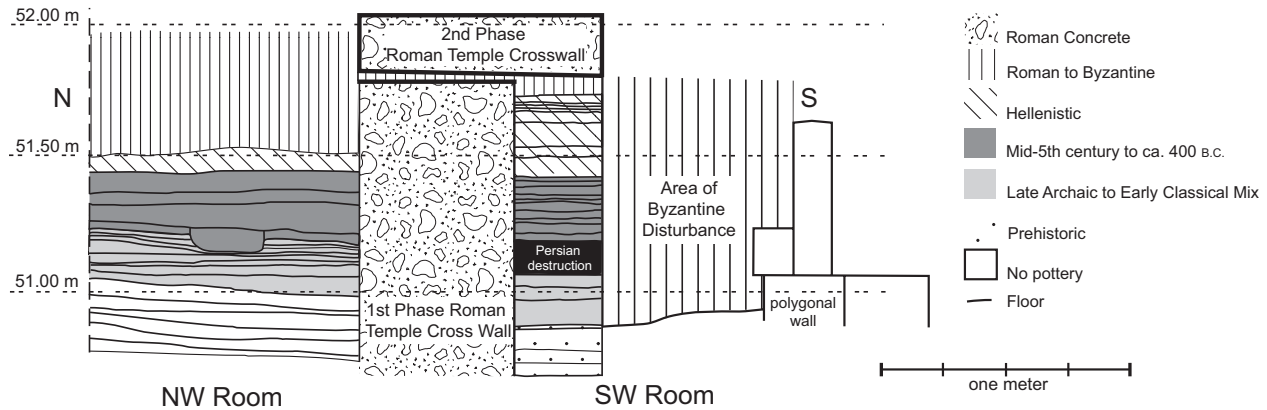 52.00 m
2nd Phase
Roman Temple Crosswall
N
S
51.50 m
Area of
Byzantine
Disturbance
Persian
destruction
51.00 m
1st Phase Roman
Temple Cross Wall
polygonal
wall
NW Room
SW Room
Roman Concrete
Roman to Byzantine
Hellenistic
Mid-5th century to ca. 400 B.C.
Late Archaic to Early Classical Mix
Prehistoric
No pottery
Floor
one meter